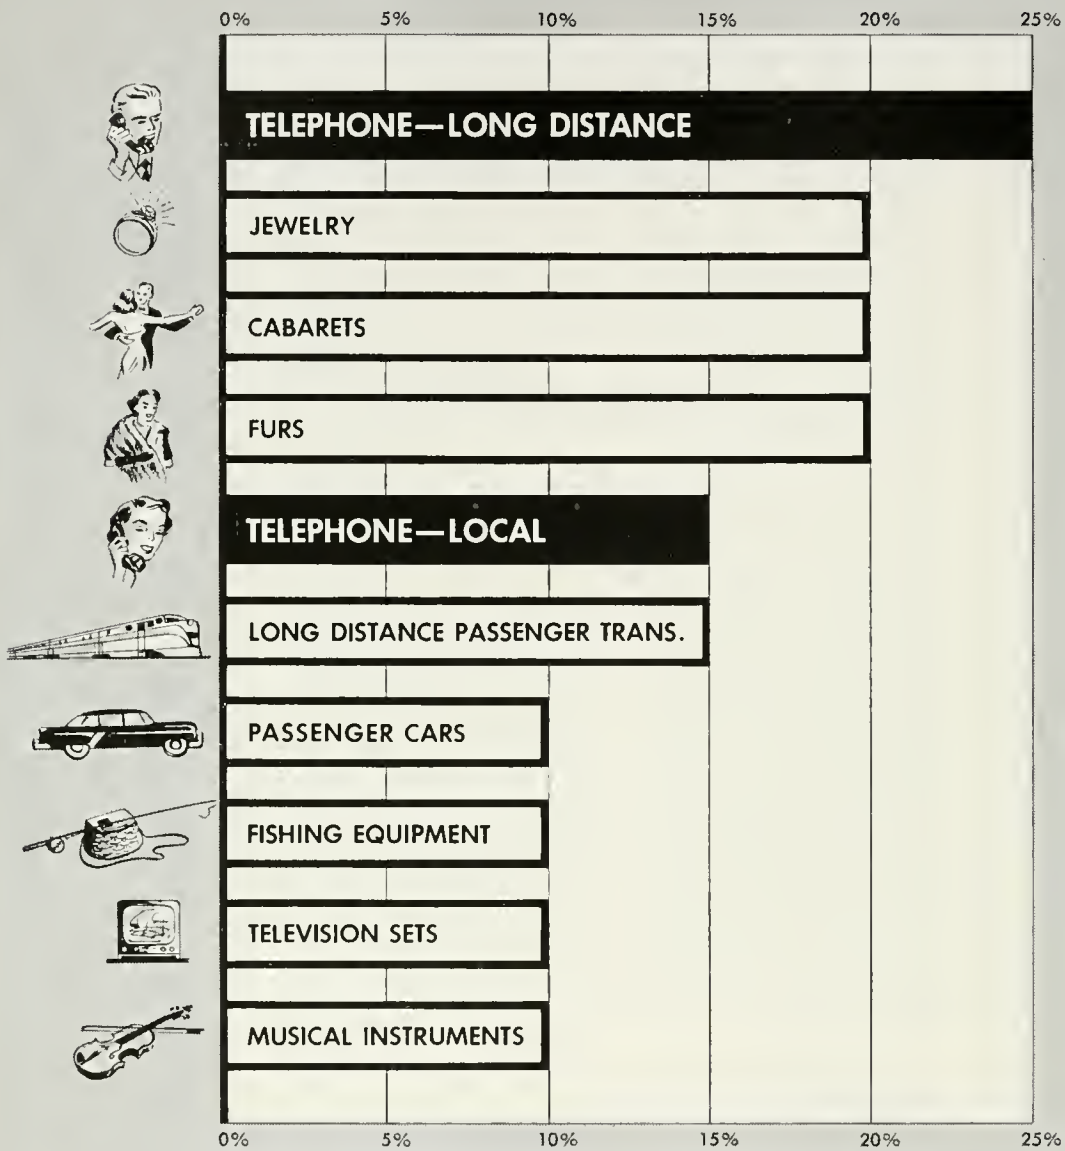 0% 5% 10% 15% 20% 25%
TELEPHONE—LONG DISTANCE
JEWELRY
CABARETS
FURS
TELEPHONE—LOCAL
LONG DISTANCE PASSENGER TRANS.
PASSENGER CARS
FISHING EQUIPMENT
TELEVISION SETS
MUSICAL INSTRUMENTS
0% 5% 10% 15% 20% 25%